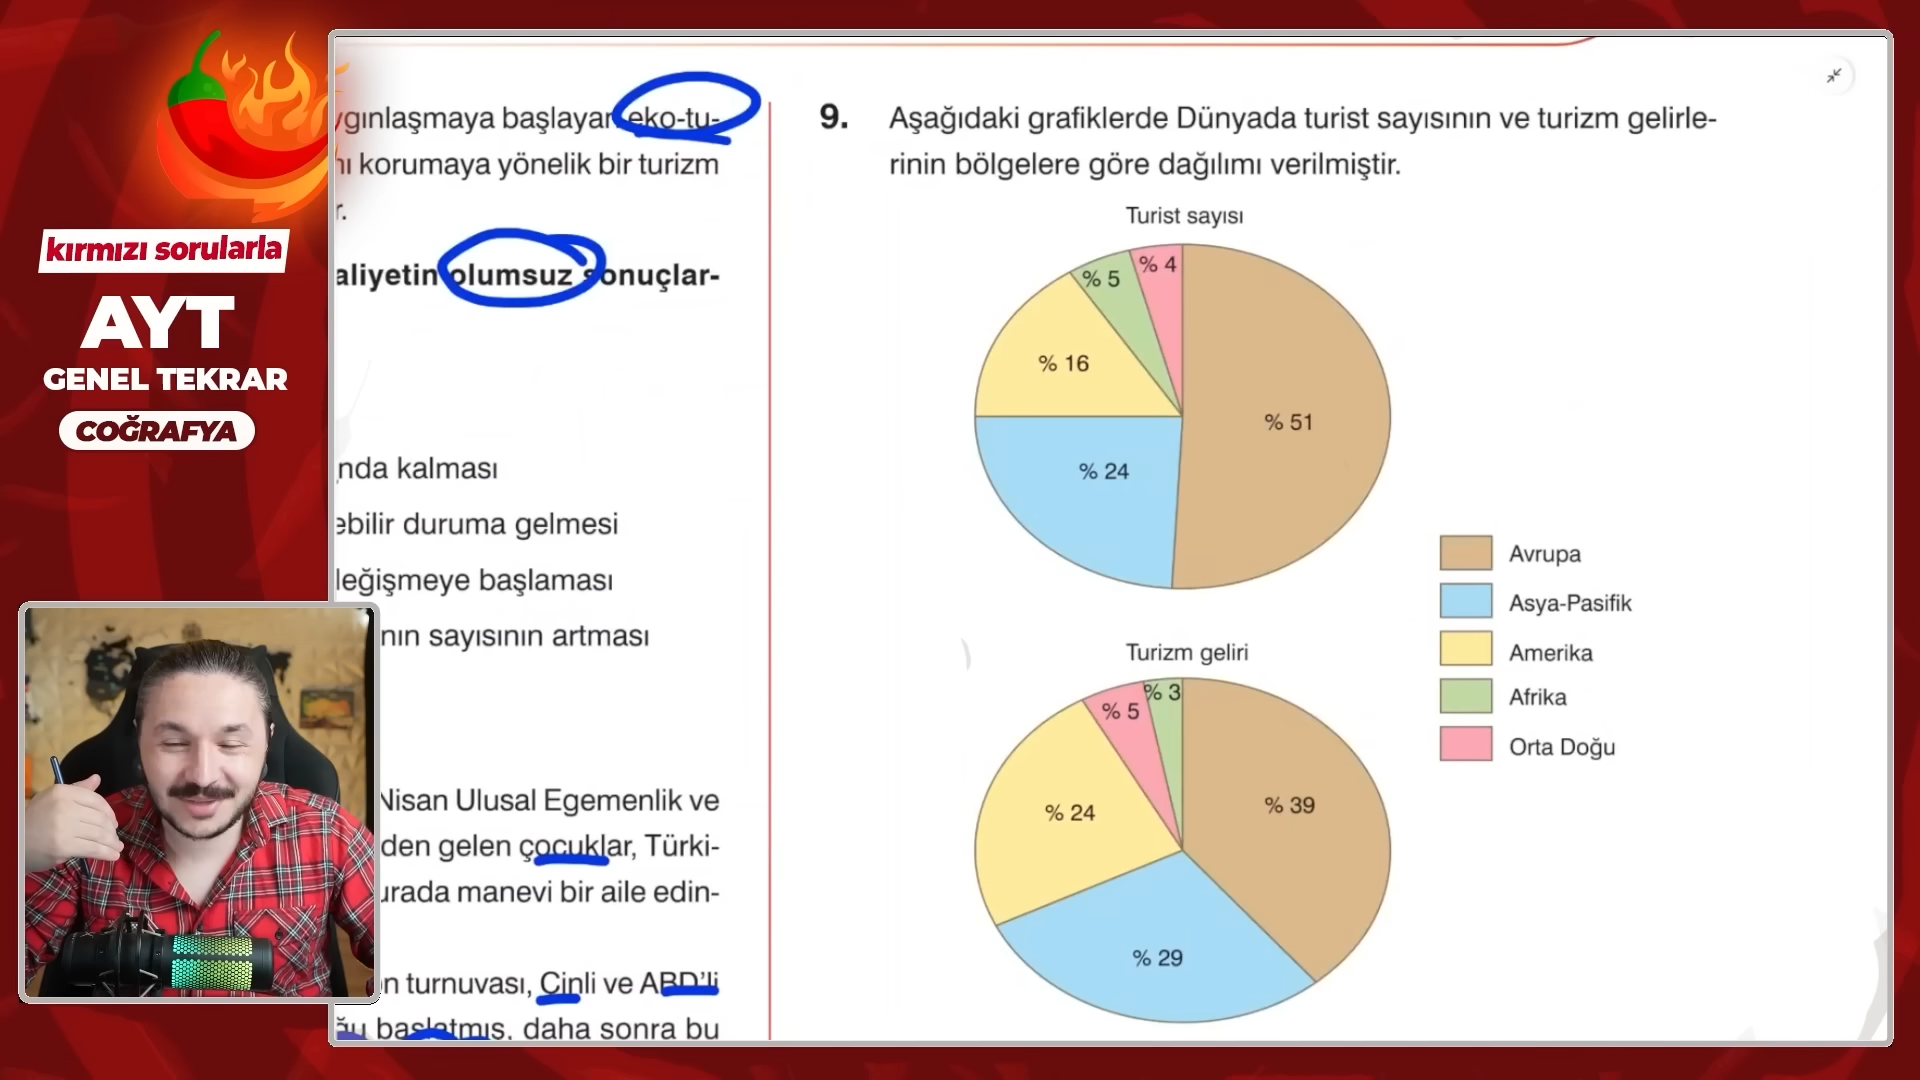 kırmızı sorularla
AYT
GENEL TEKRAR
COĞRAFYA
ygınlaşmaya başlayan eko-tu-
nı korumaya yönelik bir turizm
r.
aliyetin olumsuz sonuçlar-
nda kalması
ebilir duruma gelmesi
leğişmeye başlaması
nın sayısının artması
Nisan Ulusal Egemenlik ve
den gelen çocuklar, Türki-
urada manevi bir aile edin-
n turnuvası, Çinli ve ABD'li
ğu başlatmış, daha sonra bu
9. Aşağıdaki grafiklerde Dünyada turist sayısının ve turizm gelirle-
rinin bölgelere göre dağılımı verilmiştir.
Turist sayısı
% 4
% 5
% 16
% 51
% 24
Avrupa
Asya-Pasifik
Amerika
Afrika
Orta Doğu
Turizm geliri
% 3
% 5
% 24
% 39
% 29